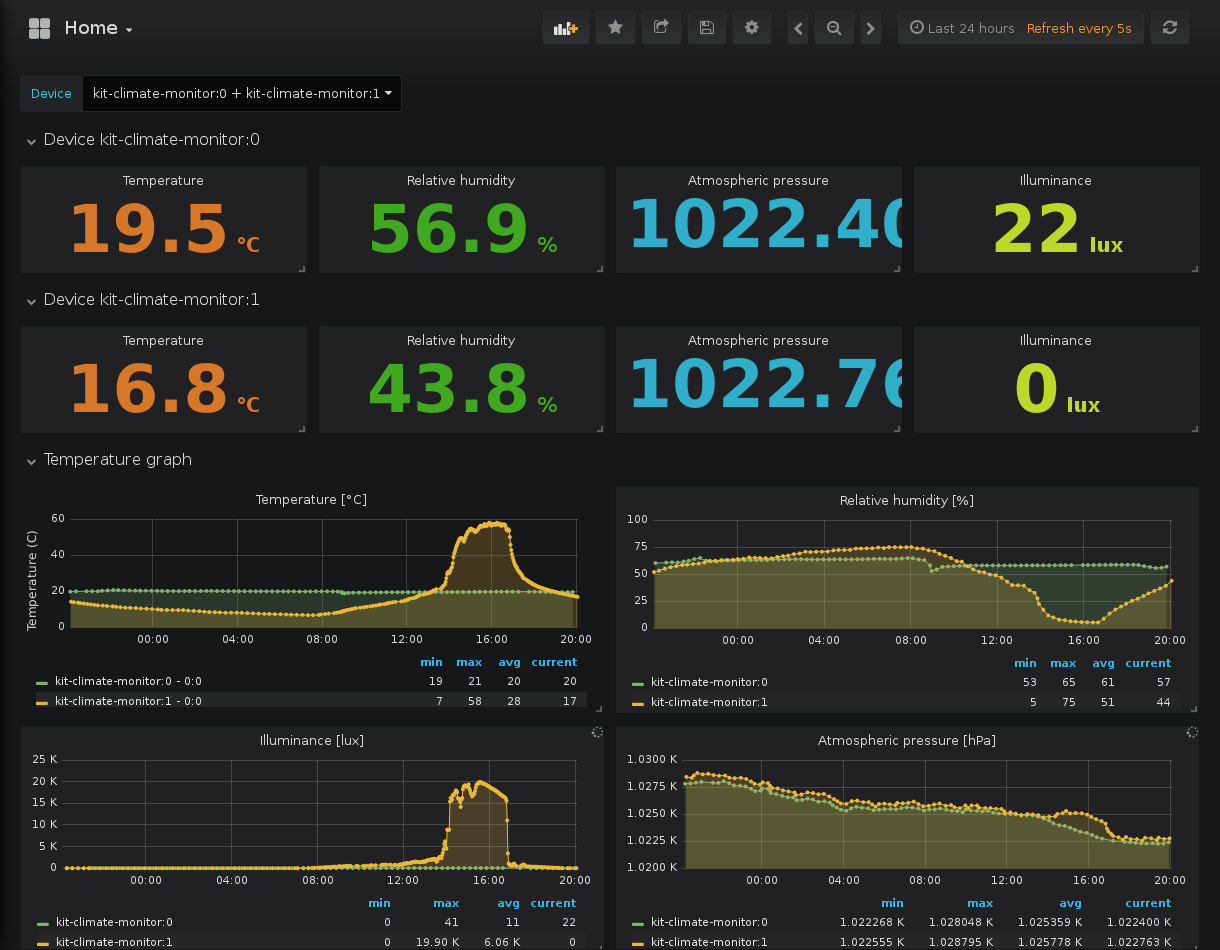 Home
Last 24 hours Refresh every 5s
Device kit-climate-monitor:0 + kit-climate-monitor:1
Device kit-climate-monitor:0
Temperature Relative humidity Atmospheric pressure Illuminance
19.5 °C 56.9 % 1022.40 22 lux
Device kit-climate-monitor:1
Temperature Relative humidity Atmospheric pressure Illuminance
16.8 °C 43.8 % 1022.76 0 lux
Temperature graph
Temperature [°C]
Temperature (C)
60
40
20
0
00:00 04:00 08:00 12:00 16:00 20:00
min max avg current
kit-climate-monitor:0 - 0:0 19 21 20 20
kit-climate-monitor:1 - 0:0 7 58 28 17
Relative humidity [%]
100
75
50
25
0
00:00 04:00 08:00 12:00 16:00 20:00
min max avg current
kit-climate-monitor:0 53 65 61 57
kit-climate-monitor:1 5 75 51 44
Illuminance [lux]
25 K
20 K
15 K
10 K
5 K
0
00:00 04:00 08:00 12:00 16:00 20:00
min max avg current
kit-climate-monitor:0 0 41 11 22
kit-climate-monitor:1 0 19.90 K 6.06 K 0
Atmospheric pressure [hPa]
1.0300 K
1.0275 K
1.0250 K
1.0225 K
1.0200 K
00:00 04:00 08:00 12:00 16:00 20:00
min max avg current
kit-climate-monitor:0 1.022268 K 1.028048 K 1.025359 K 1.022400 K
kit-climate-monitor:1 1.022555 K 1.028795 K 1.025778 K 1.022763 K